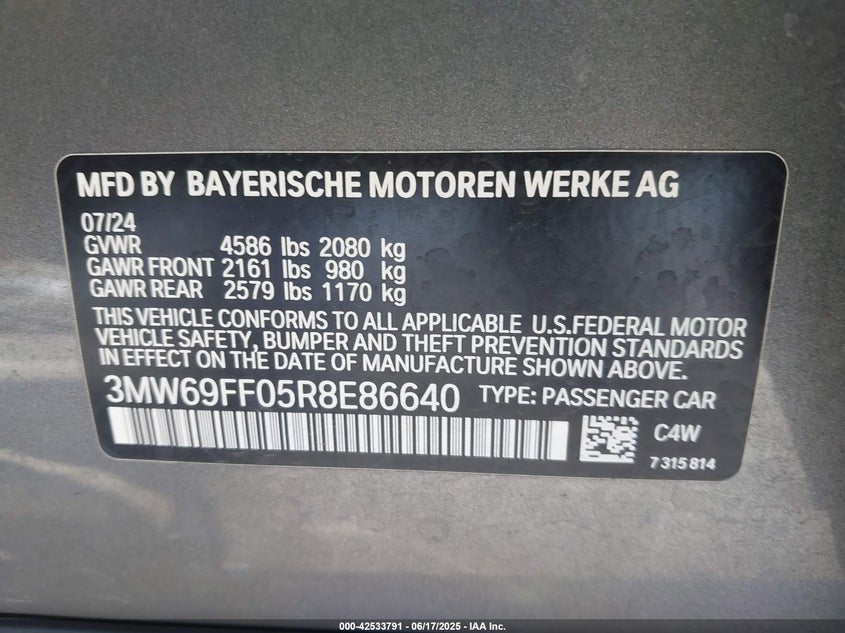 MFD BY BAYERISCHE MOTOREN WERKE AG
07/24
GVWR 4586 lbs 2080 kg
GAWR FRONT 2161 lbs 980 kg
GAWR REAR 2579 lbs 1170 kg
THIS VEHICLE CONFORMS TO ALL APPLICABLE U.S.FEDERAL MOTOR
VEHICLE SAFETY, BUMPER AND THEFT PREVENTION STANDARDS
IN EFFECT ON THE DATE OF MANUFACTURE SHOWN ABOVE.
3MW69FF05R8E86640 TYPE: PASSENGER CAR
C4W
7315814
000-42533791 - 06/17/2025 - IAA Inc.